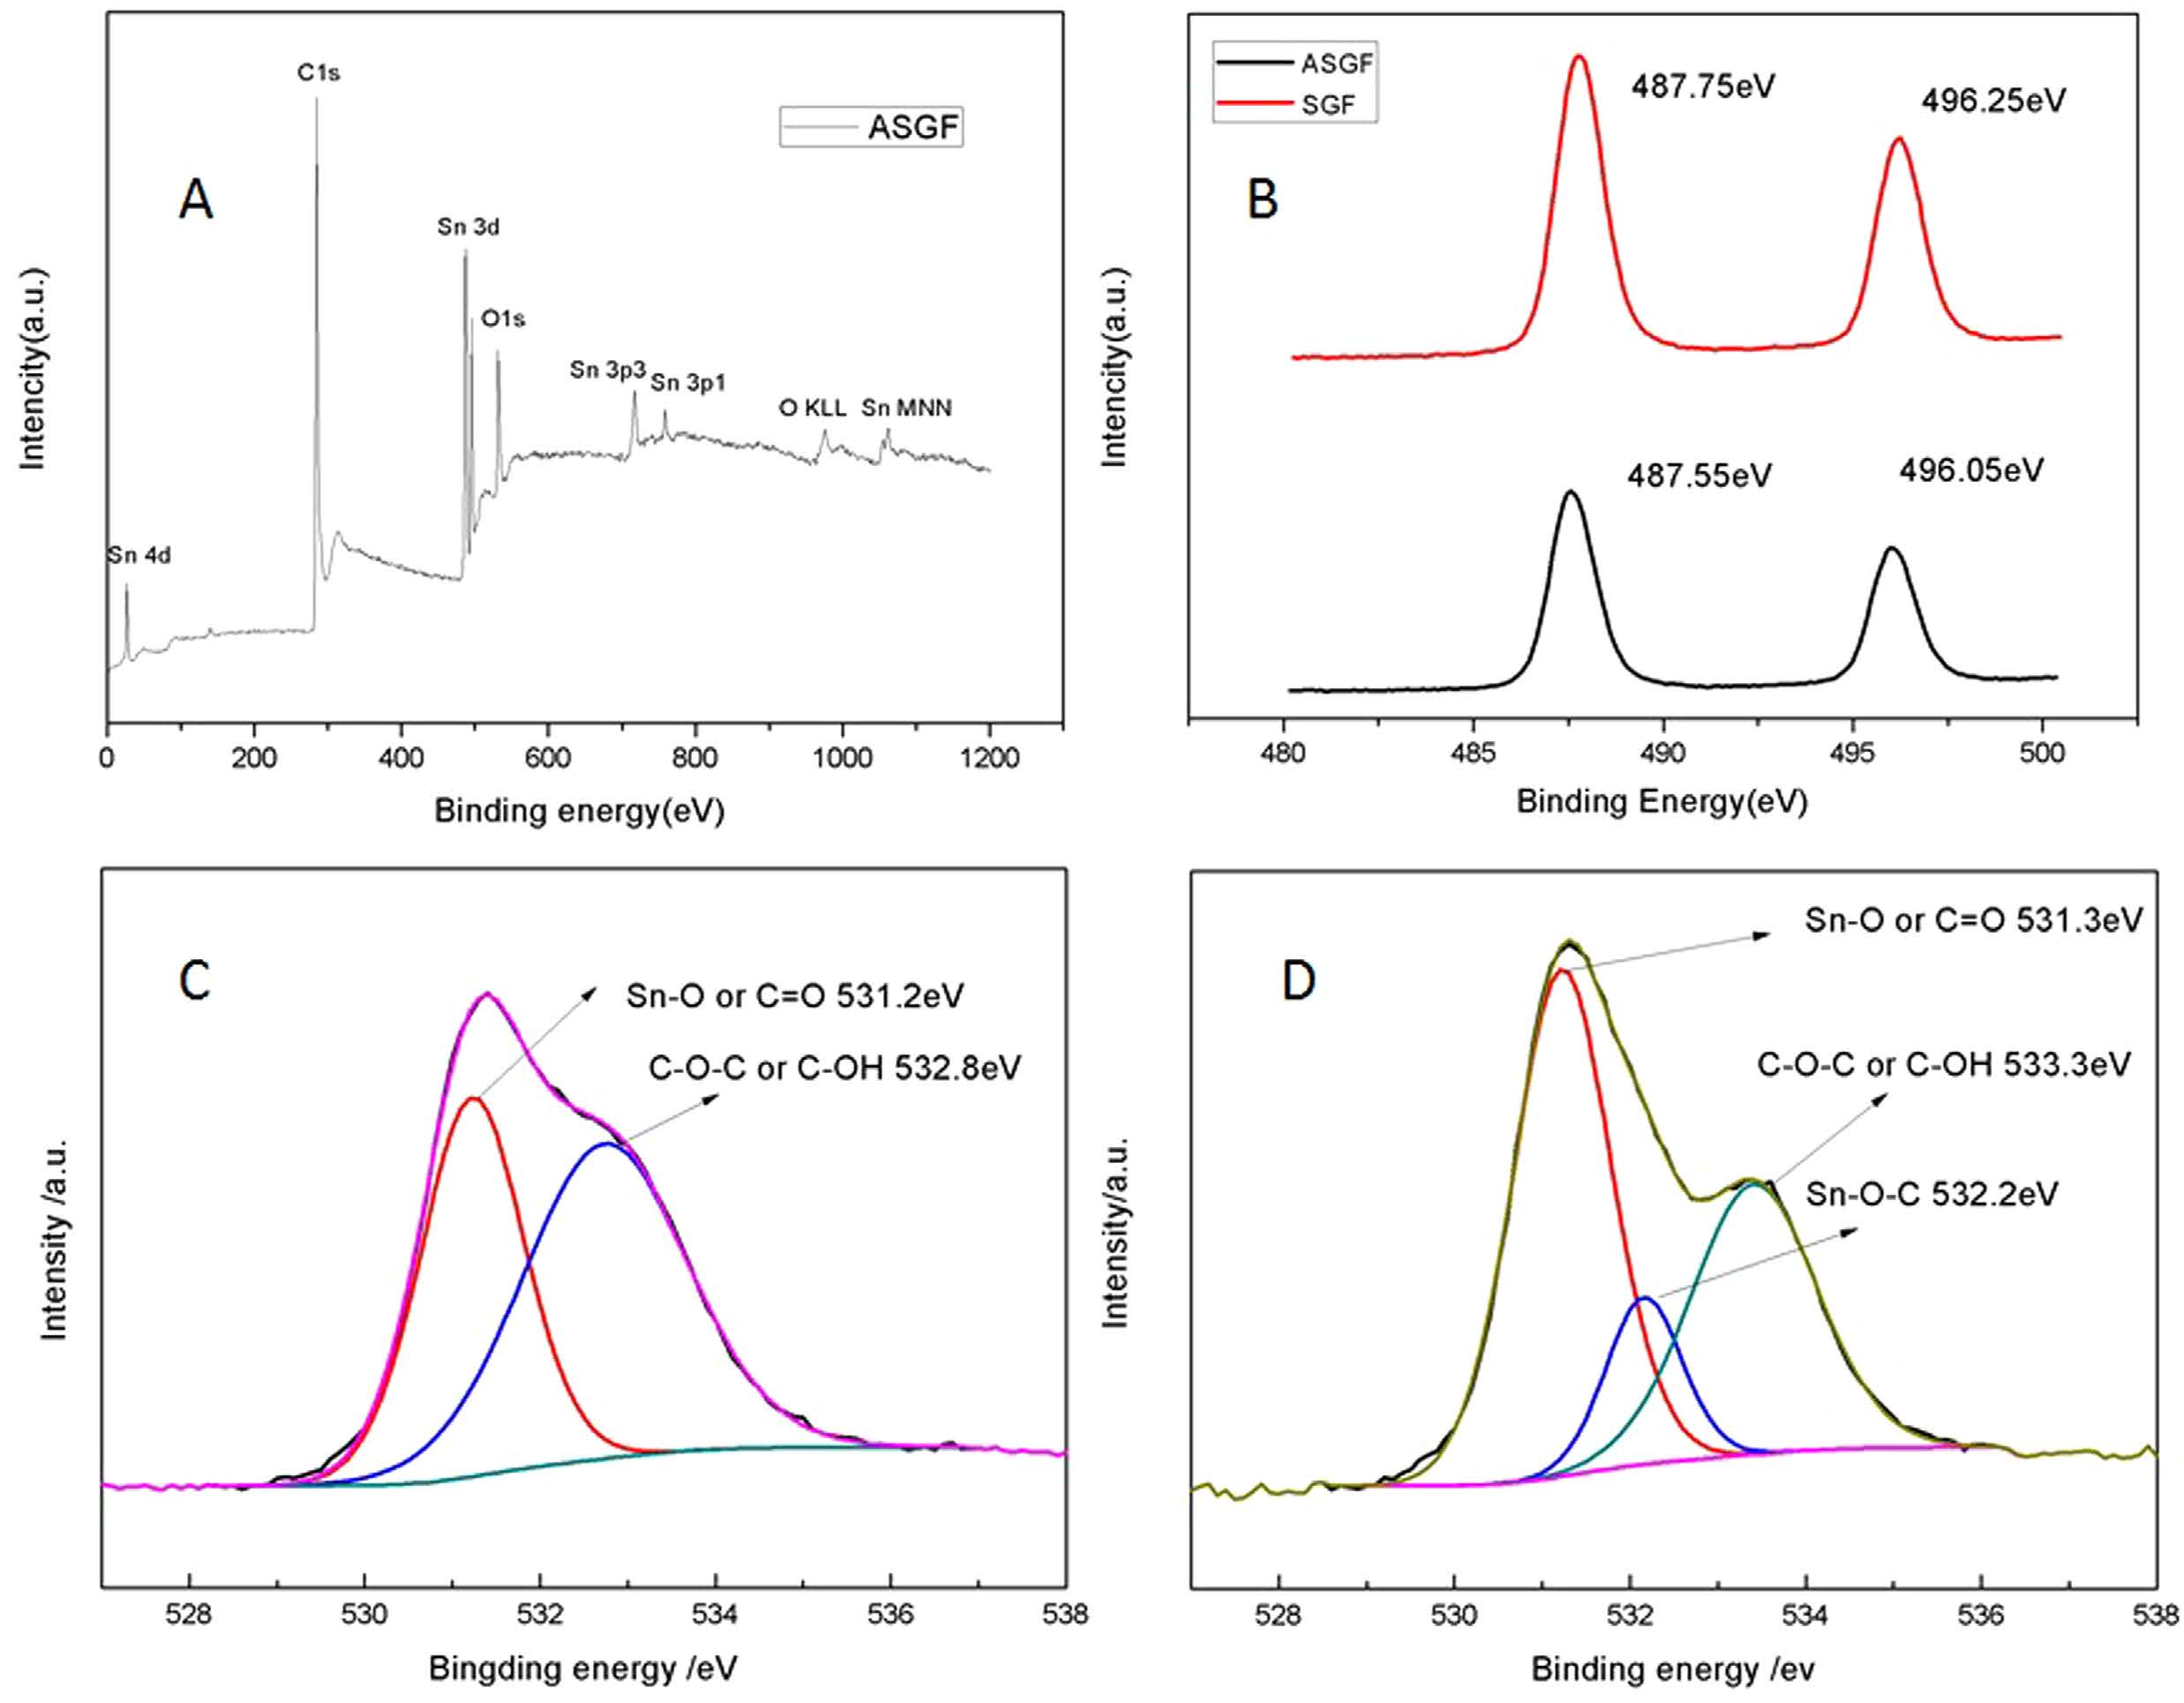 C1s
ASGF
A
Sn 3d
O1s
Sn 3p3
Sn 3p1
O KLL
Sn MNN
Sn 4d
Intencity(a.u.)
0 200 400 600 800 1000 1200
Binding energy(eV)
ASGF
SGF
487.75eV
496.25eV
B
487.55eV
496.05eV
Intencity(a.u.)
480 485 490 495 500
Binding Energy(eV)
C
Sn-O or C=O 531.2eV
C-O-C or C-OH 532.8eV
Intensity /a.u.
528 530 532 534 536 538
Bingding energy /eV
D
Sn-O or C=O 531.3eV
C-O-C or C-OH 533.3eV
Sn-O-C 532.2eV
Intensity/a.u.
528 530 532 534 536 538
Binding energy /ev